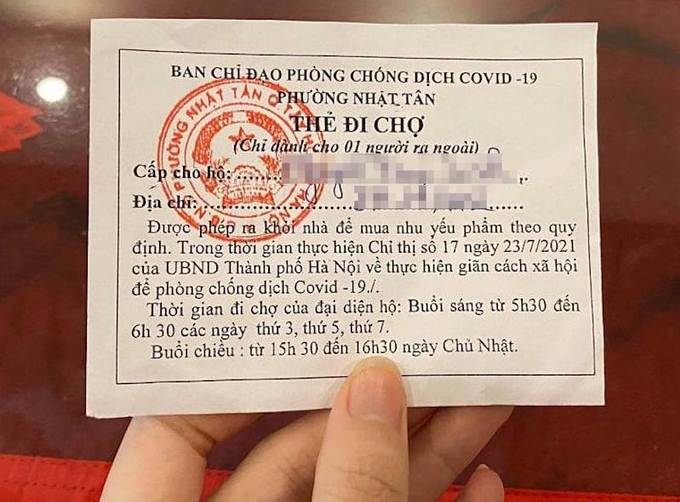 BAN CHỈ ĐẠO PHÒNG CHỐNG DỊCH COVID -19
PHƯỜNG NHẬT TÂN
THẺ ĐI CHỢ
(Chỉ dành cho 01 người ra ngoài)
Cấp cho hộ:
Địa chỉ:
Được phép ra khỏi nhà để mua nhu yếu phẩm theo quy
định. Trong thời gian thực hiện Chỉ thị số 17 ngày 23/7/2021
của UBND Thành phố Hà Nội về thực hiện giãn cách xã hội
để phòng chống dịch Covid -19./.
Thời gian đi chợ của đại diện hộ: Buổi sáng từ 5h30 đến
6h 30 các ngày thứ 3, thứ 5, thứ 7.
Buổi chiều : từ 15h 30 đến 16h30 ngày Chủ Nhật.
PHƯỜNG NHẬT TÂN